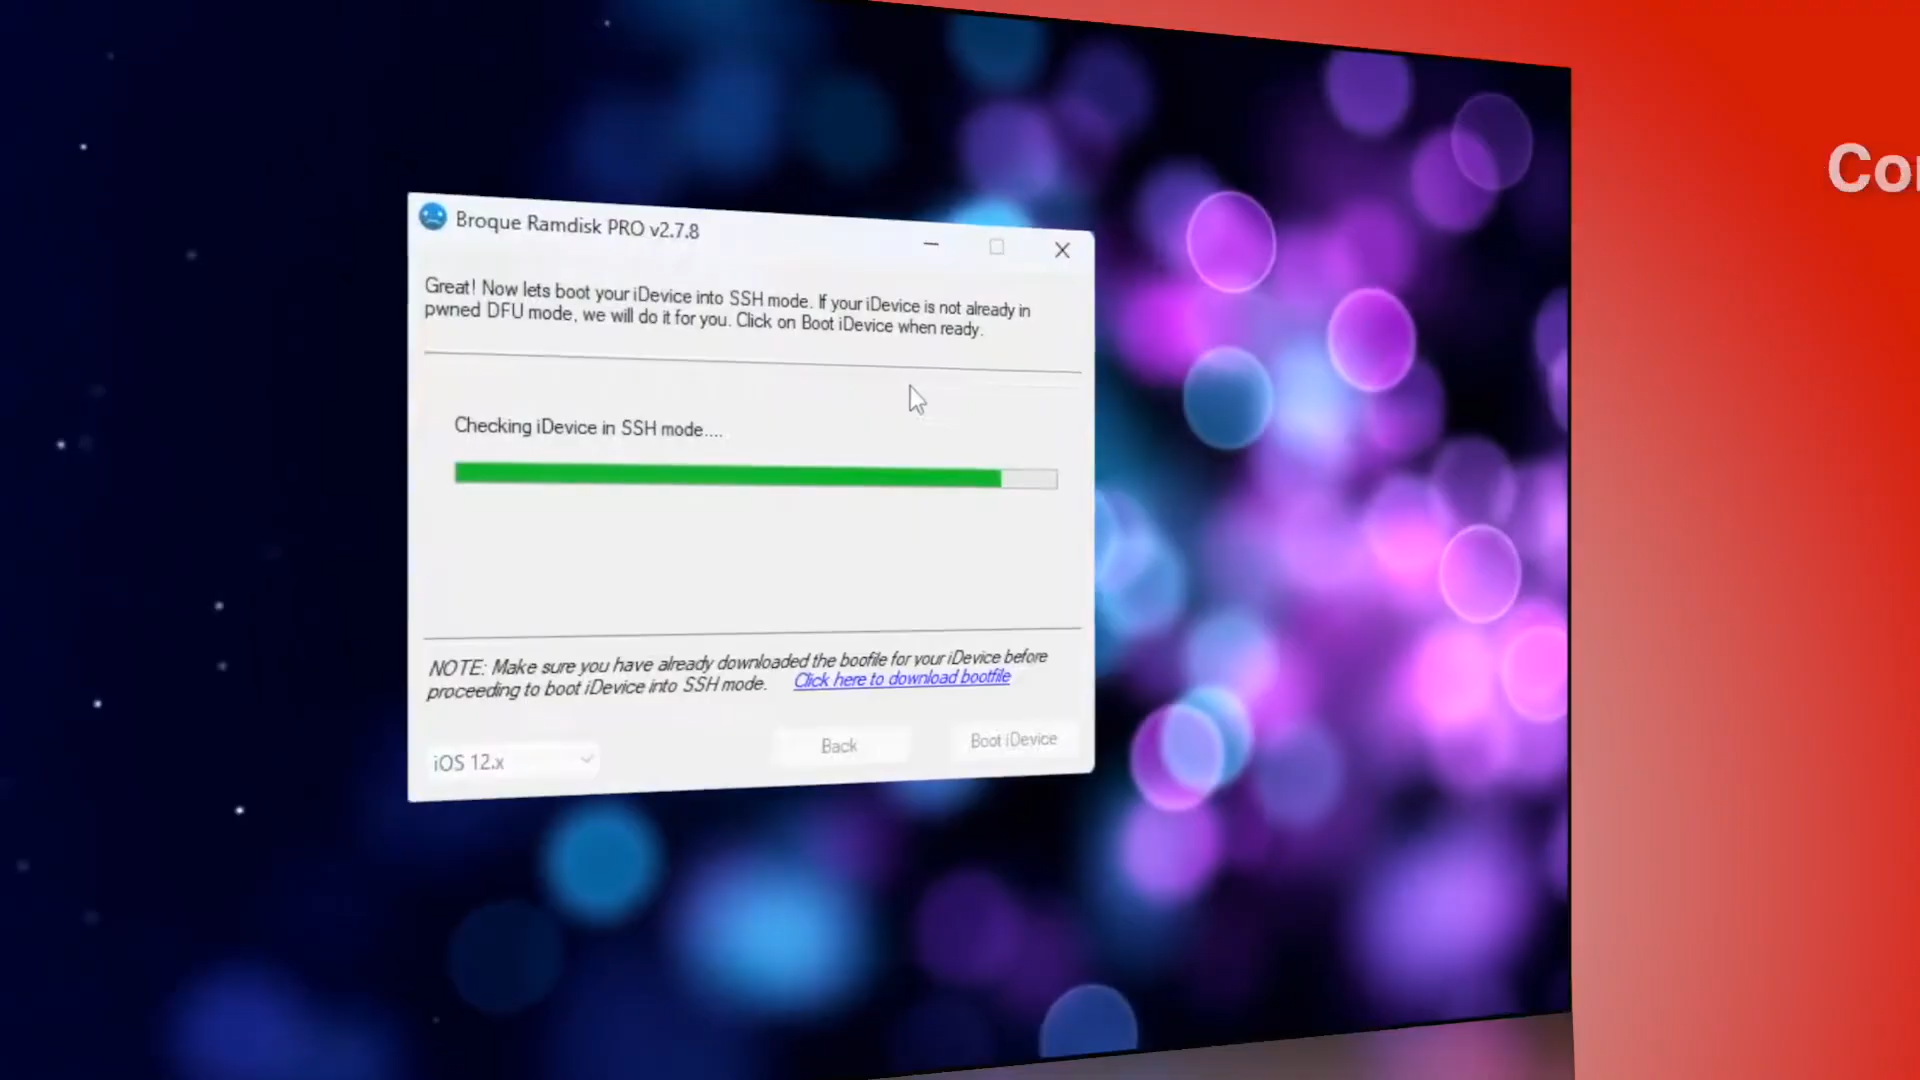 Broque Ramdisk PRO v2.7.8
Great! Now lets boot your iDevice into SSH mode. If your iDevice is not already in
pwned DFU mode, we will do it for you. Click on Boot iDevice when ready.
Checking iDevice in SSH mode....
NOTE: Make sure you have already downloaded the boofile for your iDevice before
proceeding to boot iDevice into SSH mode. Click here to download bootfile
iOS 12.x
Back
Boot iDevice